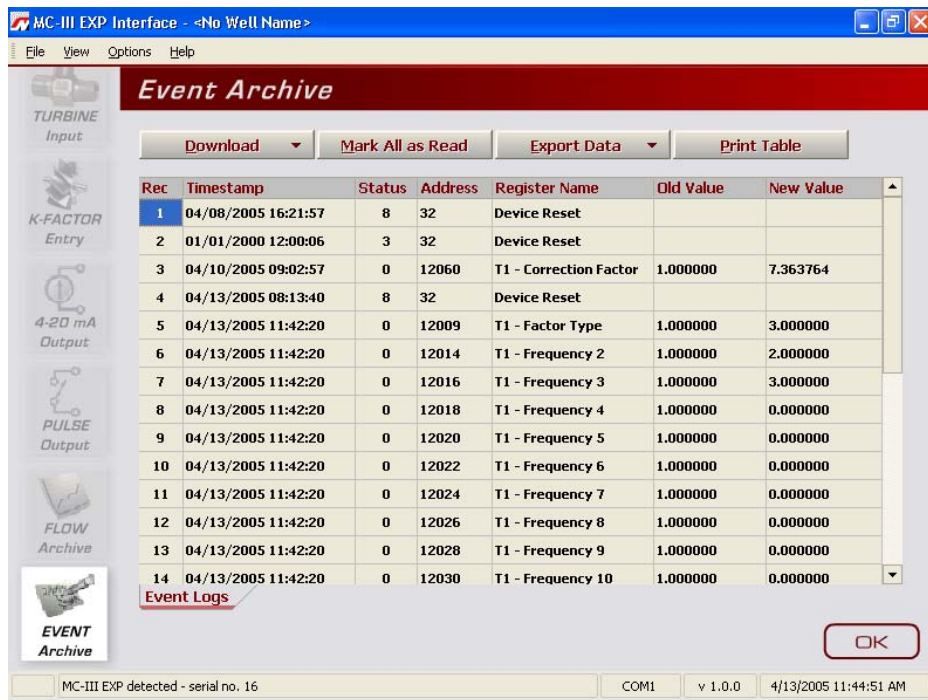 MC-III EXP Interface - <No Well Name>
File View Options Help
Event Archive
TURBINE
Input
K-FACTOR
Entry
4-20 mA
Output
PULSE
Output
FLOW
Archive
EVENT
Archive
Download Mark All as Read Export Data Print Table
Rec Timestamp Status Address Register Name Old Value New Value
1 04/08/2005 16:21:57 8 32 Device Reset
2 01/01/2000 12:00:06 3 32 Device Reset
3 04/10/2005 09:02:57 0 12060 T1 - Correction Factor 1.000000 7.363764
4 04/13/2005 08:13:40 8 32 Device Reset
5 04/13/2005 11:42:20 0 12009 T1 - Factor Type 1.000000 3.000000
6 04/13/2005 11:42:20 0 12014 T1 - Frequency 2 1.000000 2.000000
7 04/13/2005 11:42:20 0 12016 T1 - Frequency 3 1.000000 3.000000
8 04/13/2005 11:42:20 0 12018 T1 - Frequency 4 1.000000 0.000000
9 04/13/2005 11:42:20 0 12020 T1 - Frequency 5 1.000000 0.000000
10 04/13/2005 11:42:20 0 12022 T1 - Frequency 6 1.000000 0.000000
11 04/13/2005 11:42:20 0 12024 T1 - Frequency 7 1.000000 0.000000
12 04/13/2005 11:42:20 0 12026 T1 - Frequency 8 1.000000 0.000000
13 04/13/2005 11:42:20 0 12028 T1 - Frequency 9 1.000000 0.000000
14 04/13/2005 11:42:20 0 12030 T1 - Frequency 10 1.000000 0.000000
Event Logs
OK
MC-III EXP detected - serial no. 16 COM1 v 1.0.0 4/13/2005 11:44:51 AM